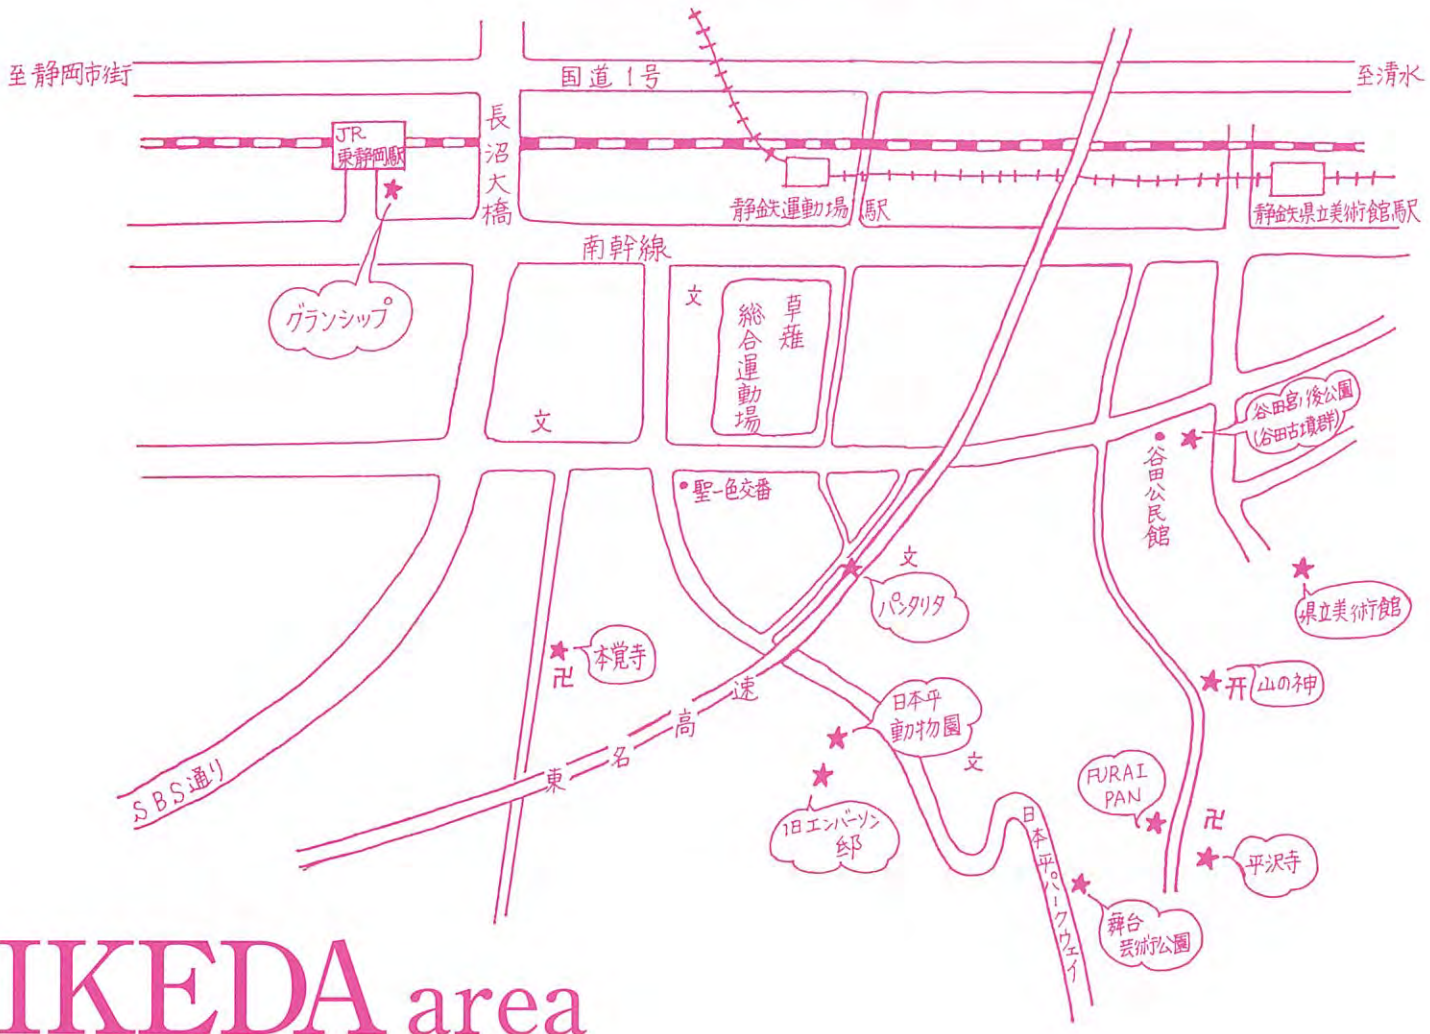 至静岡市街
国道1号
至清水
長沼大橋
JR
東静岡駅
静鉄運動場駅
静鉄県立美術館駅
南幹線
グランシップ
文
草薙
総合運動場
文
谷田宮ノ後公園
(谷田古墳群)
谷田公民館
聖一色交番
文
パンタリタ
県立美術館
本覚寺
卍
山の神
東名高速
日本平
動物園
文
SBS通り
旧エンバーソン
邸
FURAI
PAN
卍
平沢寺
日本平パークウェイ
舞台
芸術公園
IKEDA area